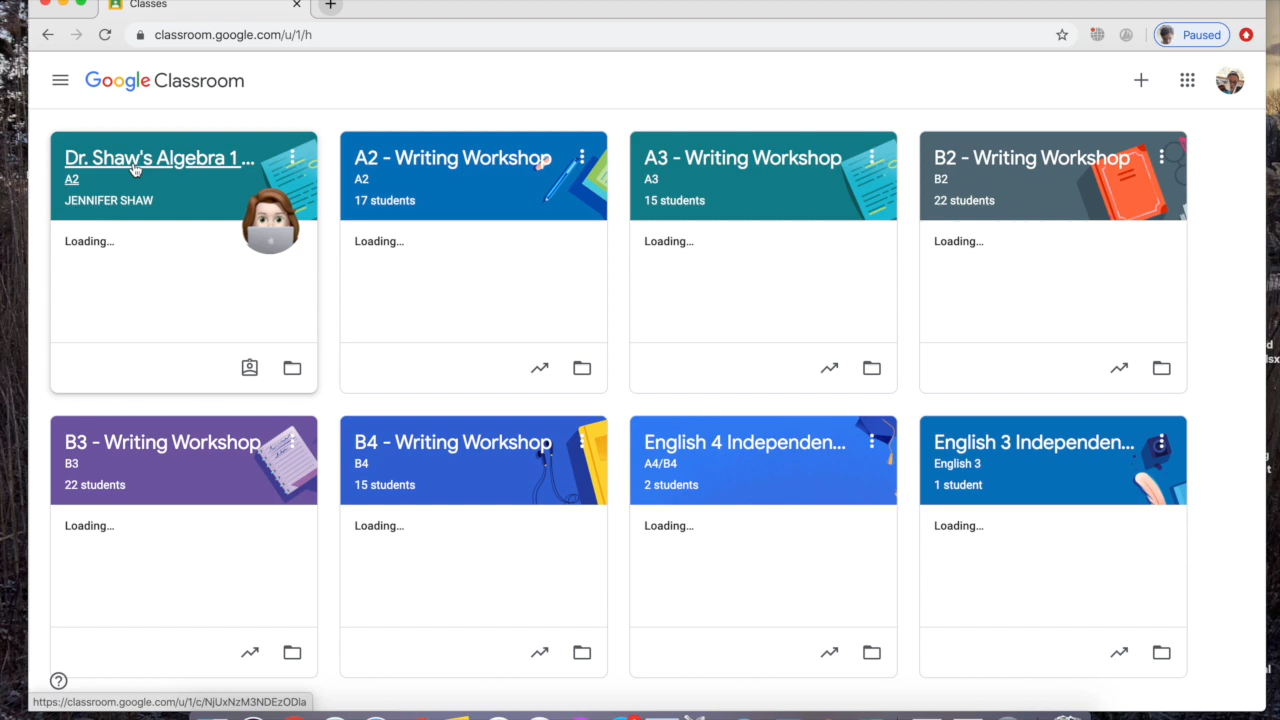 Classes
classroom.google.com/u/1/h
Paused
Google Classroom
Dr. Shaw's Algebra 1 ...
A2
JENNIFER SHAW
Loading...
A2 - Writing Workshop
A2
17 students
Loading...
A3 - Writing Workshop
A3
15 students
Loading...
B2 - Writing Workshop
B2
22 students
Loading...
B3 - Writing Workshop
B3
22 students
Loading...
B4 - Writing Workshop
B4
15 students
Loading...
English 4 Independen...
A4/B4
2 students
Loading...
English 3 Independen...
English 3
1 student
Loading...
https://classroom.google.com/u/1/c/NjUxNzM3NDEzODla